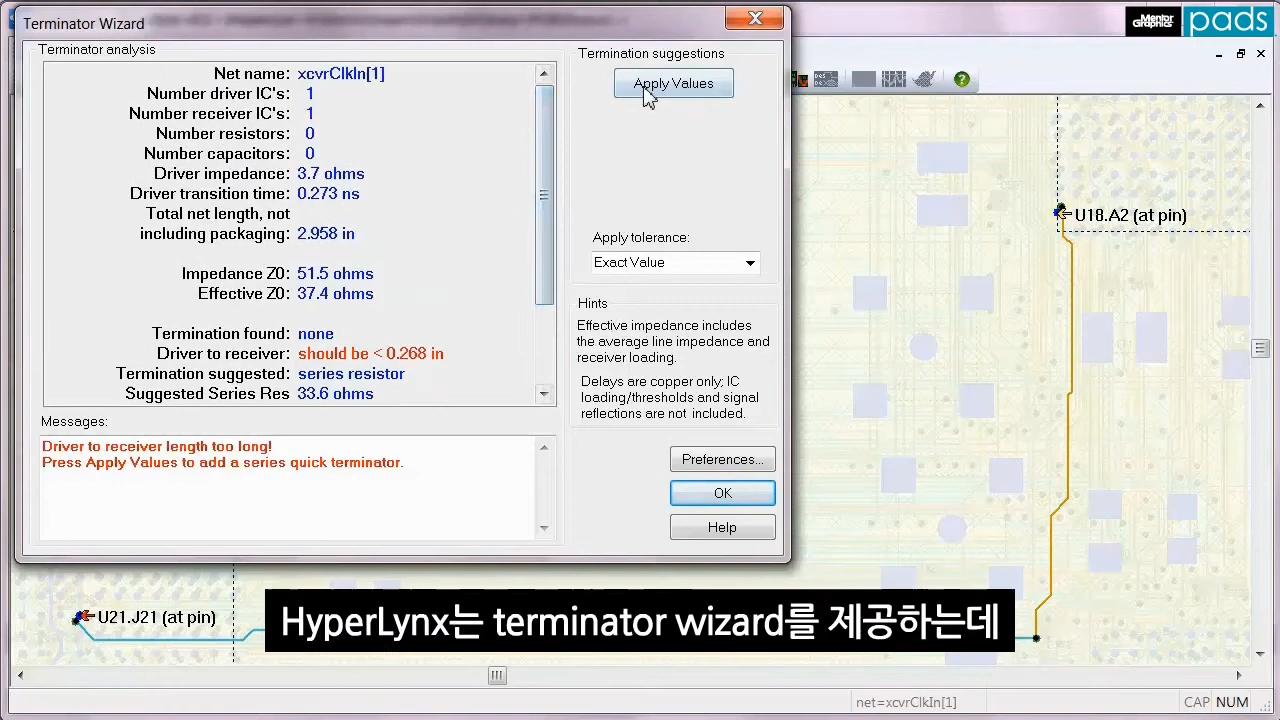 Terminator Wizard
Mentor Graphics
pads
Terminator analysis
Net name: xcvrClkIn[1]
Number driver IC's: 1
Number receiver IC's: 1
Number resistors: 0
Number capacitors: 0
Driver impedance: 3.7 ohms
Driver transition time: 0.273 ns
Total net length, not
including packaging: 2.958 in
Impedance Z0: 51.5 ohms
Effective Z0: 37.4 ohms
Termination found: none
Driver to receiver: should be < 0.268 in
Termination suggested: series resistor
Suggested Series Res 33.6 ohms
Messages:
Driver to receiver length too long!
Press Apply Values to add a series quick terminator.
Termination suggestions
Apply Values
Apply tolerance:
Exact Value
Hints
Effective impedance includes
the average line impedance and
receiver loading.
Delays are copper only; IC
loading/thresholds and signal
reflections are not included.
Preferences...
OK
Help
U18.A2 (at pin)
U21.J21 (at pin)
HyperLynx는 terminator wizard를 제공하는데
net=xcvrClkIn[1]
CAP NUM